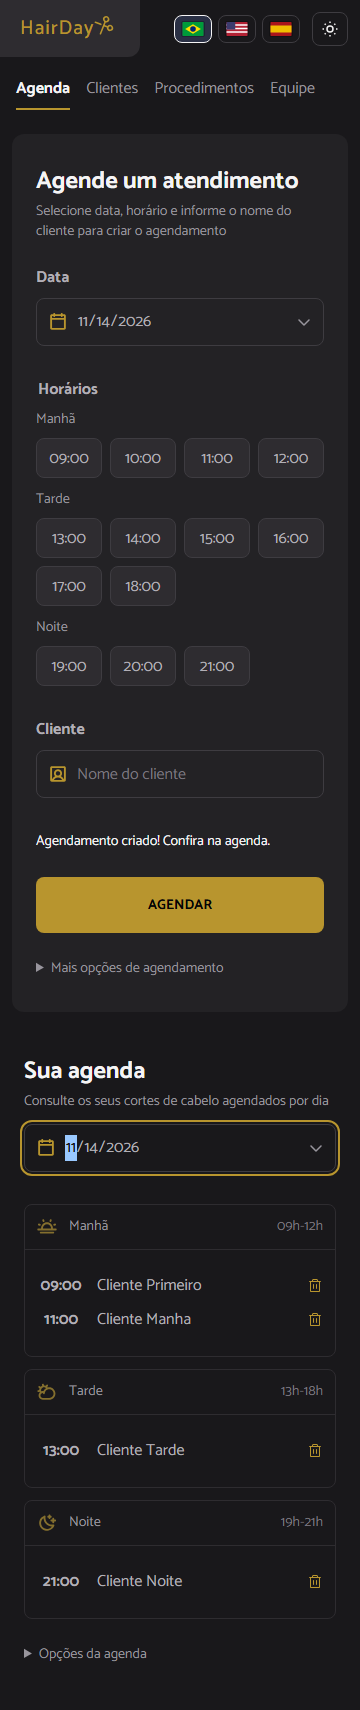 HairDay
Agenda Clientes Procedimentos Equipe
Agende um atendimento
Selecione data, horário e informe o nome do
cliente para criar o agendamento
Data
11/14/2026
Horários
Manhã
09:00 10:00 11:00 12:00
Tarde
13:00 14:00 15:00 16:00
17:00 18:00
Noite
19:00 20:00 21:00
Cliente
Nome do cliente
Agendamento criado! Confira na agenda.
AGENDAR
Mais opções de agendamento
Sua agenda
Consulte os seus cortes de cabelo agendados por dia
11/14/2026
Manhã 09h-12h
09:00 Cliente Primeiro
11:00 Cliente Manha
Tarde 13h-18h
13:00 Cliente Tarde
Noite 19h-21h
21:00 Cliente Noite
Opções da agenda